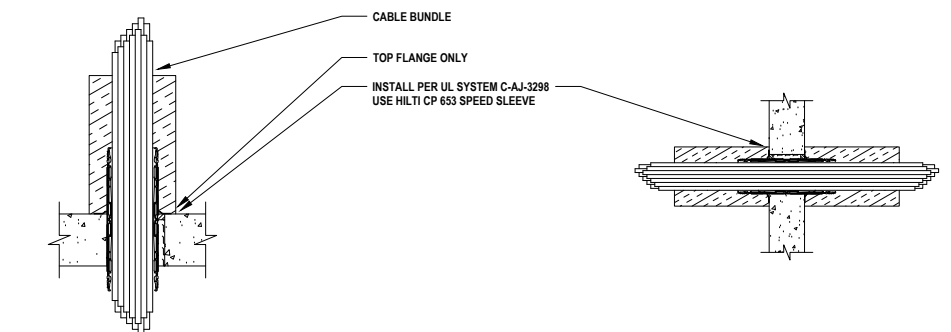 CABLE BUNDLE
TOP FLANGE ONLY
INSTALL PER UL SYSTEM C-AJ-3298
USE HILTI CP 653 SPEED SLEEVE